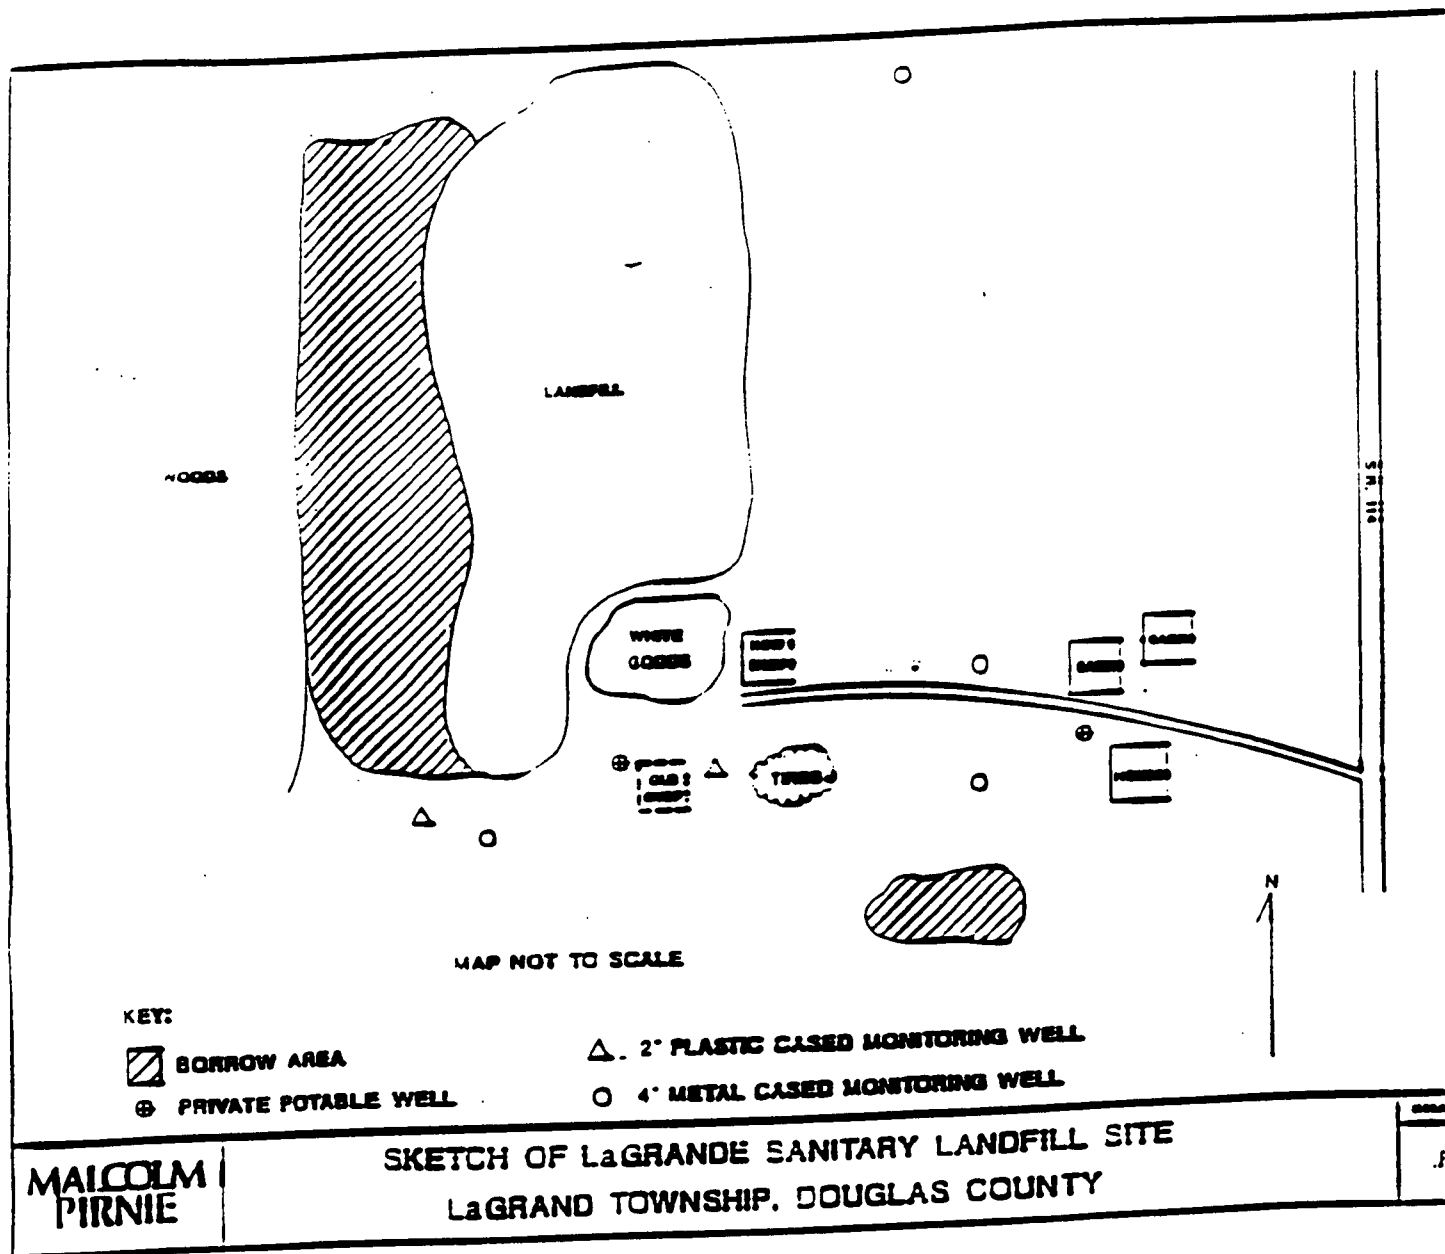 LANDFILL
WOODS
S.R. 114
WHITE
GOODS
TIRES
N
MAP NOT TO SCALE
KEY:
BORROW AREA
2" PLASTIC CASED MONITORING WELL
PRIVATE POTABLE WELL
4" METAL CASED MONITORING WELL
MALCOLM
PIRNIE
SKETCH OF LaGRANDE SANITARY LANDFILL SITE
LaGRAND TOWNSHIP, DOUGLAS COUNTY